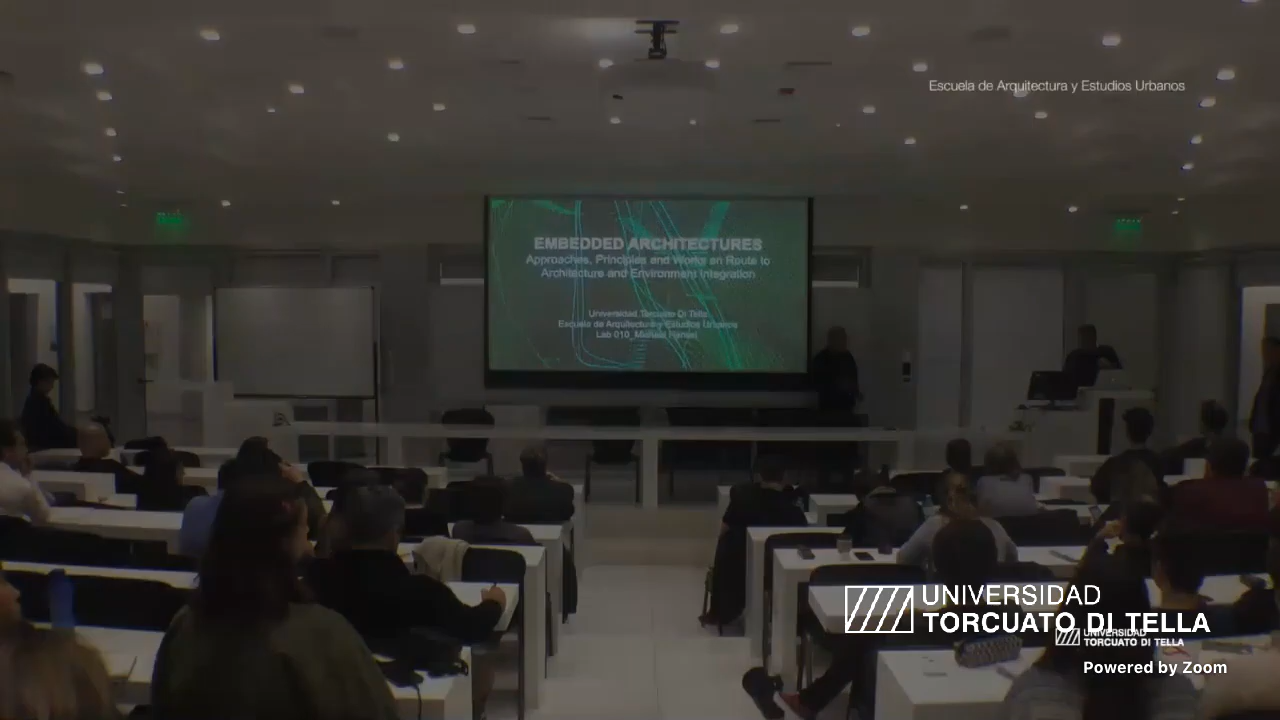 Escuela de Arquitectura y Estudios Urbanos
EMBEDDED ARCHITECTURES
Approaches, Principles and Works en Route to
Architecture and Environment Integration
Universidad Torcuato Di Tella
Escuela de Arquitectura y Estudios Urbanos
Lab 010_Michael
UNIVERSIDAD
TORCUATO DI TELLA
UNIVERSIDAD
TORCUATO DI TELLA
Powered by Zoom